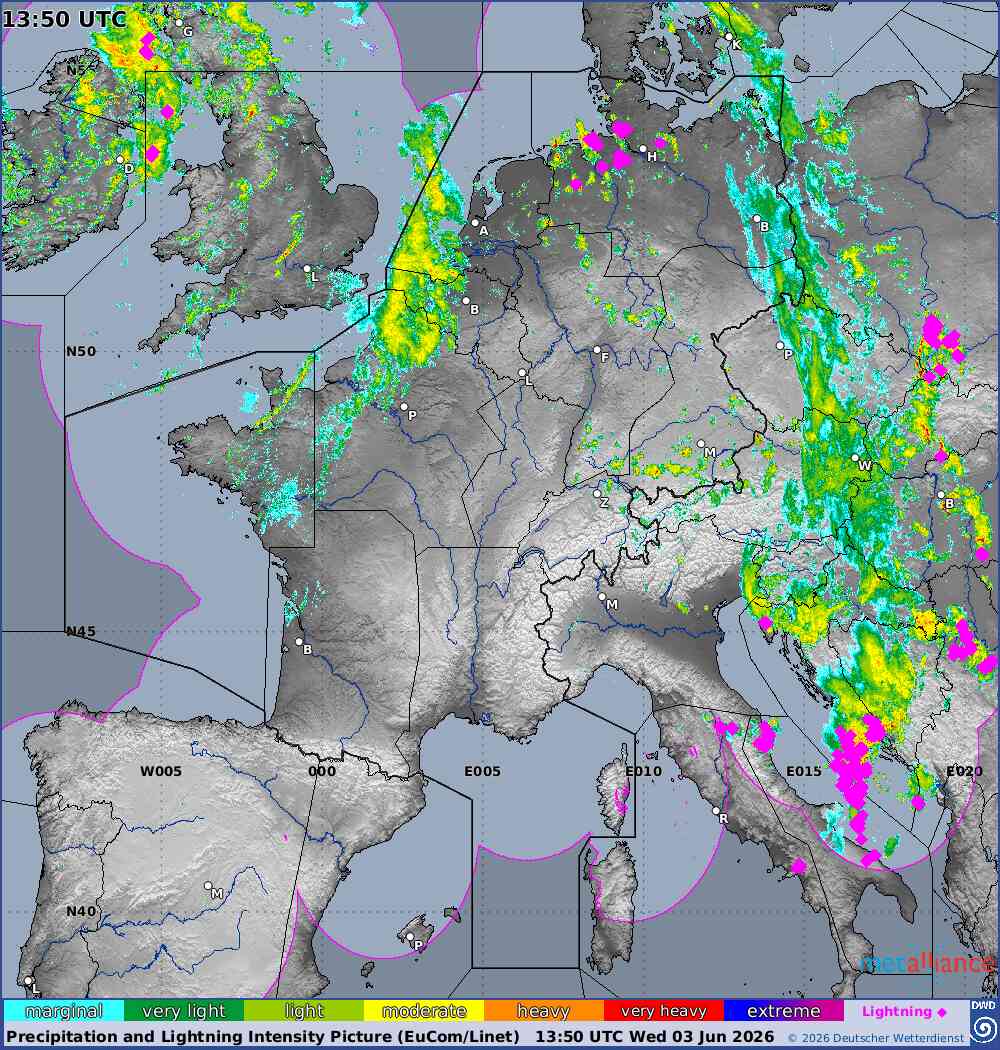 13:50 UTC
G
K
N55
H
D
A
B
L
B
N50
P
F
L
P
M
W
Z
B
M
N45
B
W005
000
E005
E010
E015
E020
R
M
N40
P
L
metalliance
marginal
very light
light
moderate
heavy
very heavy
extreme
Lightning ◆
DWD
Precipitation and Lightning Intensity Picture (EuCom/Linet) 13:50 UTC Wed 03 Jun 2026 © 2026 Deutscher Wetterdienst